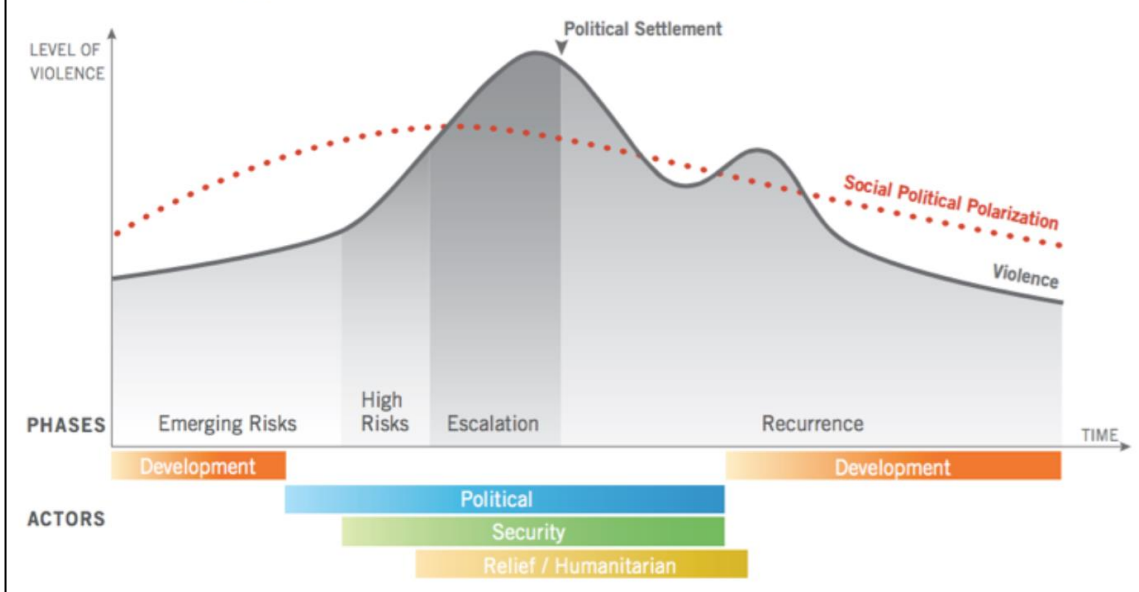 Political Settlement
LEVEL OF
VIOLENCE
Social Political Polarization
Violence
PHASES
Emerging Risks
High
Risks
Escalation
Recurrence
TIME
Development
Development
ACTORS
Political
Security
Relief / Humanitarian